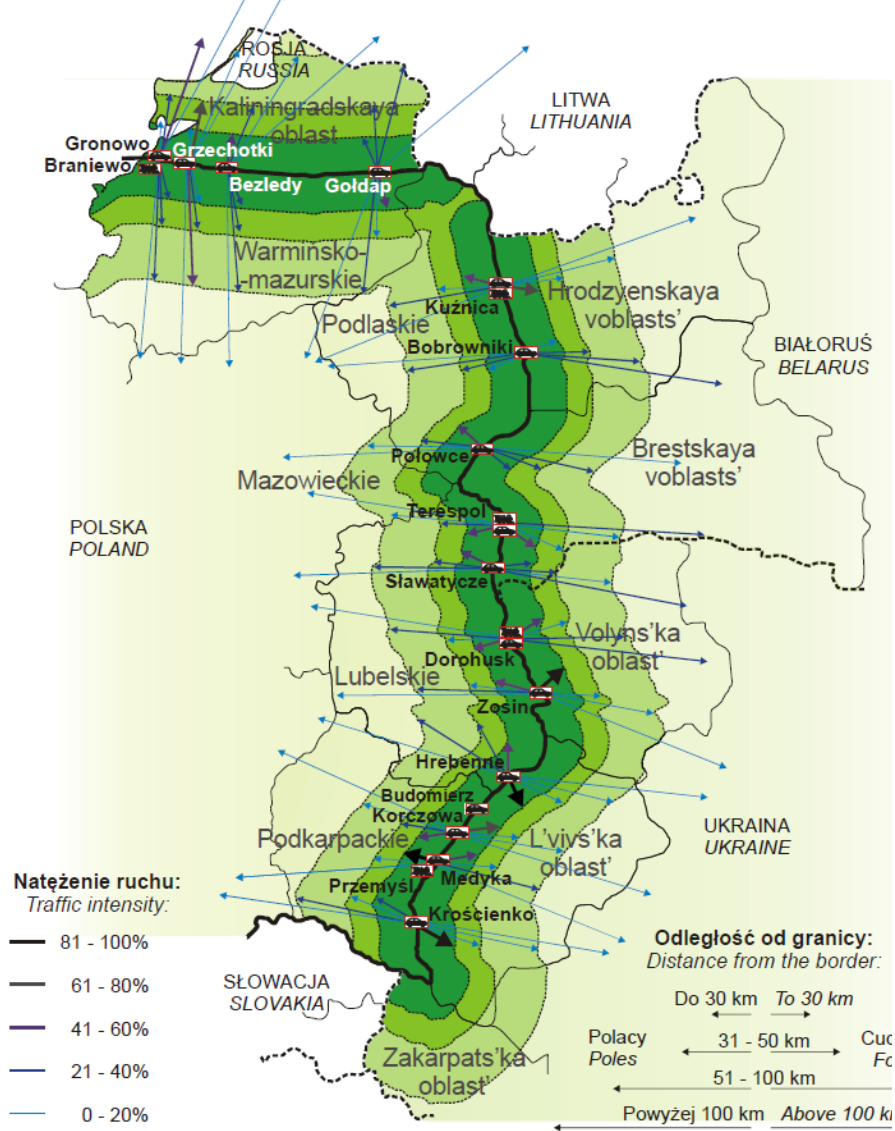 ROSJA
RUSSIA
Kaliningradskaya
oblast
LITWA
LITHUANIA
Gronowo
Braniewo
Grzechotki
Bezledy
Gołdap
Warmińsko-
-mazurskie
Podlaskie
Kuźnica
Hrodzyenskaya
voblasts'
Bobrowniki
BIAŁORUŚ
BELARUS
Połowce
Brestskaya
voblasts'
Mazowieckie
Terespol
POLSKA
POLAND
Sławatycze
Volyns'ka
oblast'
Dorohusk
Lubelskie
Zosin
Hrebenne
Budomierz
Korczowa
Podkarpackie
L'vivs'ka
oblast'
UKRAINA
UKRAINE
Przemyśl
Medyka
Krościenko
SŁOWACJA
SLOVAKIA
Zakarpats'ka
oblast'
Natężenie ruchu:
Traffic intensity:
81 - 100%
61 - 80%
41 - 60%
21 - 40%
0 - 20%
Odległość od granicy:
Distance from the border:
Do 30 km To 30 km
Polacy
Poles
31 - 50 km
Cuc
Fo
51 - 100 km
Powyżej 100 km Above 100 k